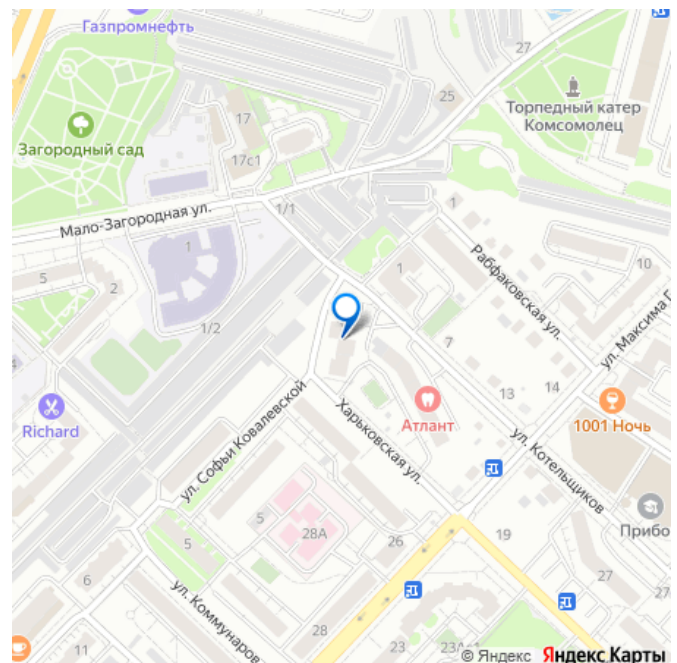 Газпромнефть
27
25
Торпедный катер
Комсомолец
17
Загородный сад
17с1
1/1
1
Мало-Загородная ул.
1
Рабфаковская ул.
10
5
2
1
1/2
7
ул. Максима Г
13
14
Richard
Атлант
1001 Ночь
ул. Софьи Ковалевской
Харьковская ул.
ул. Котельщиков
5
5
28А
26
19
Прибо
6
27
27
ул. Коммунаров
11
28
23
© Яндекс Яндекс Карты